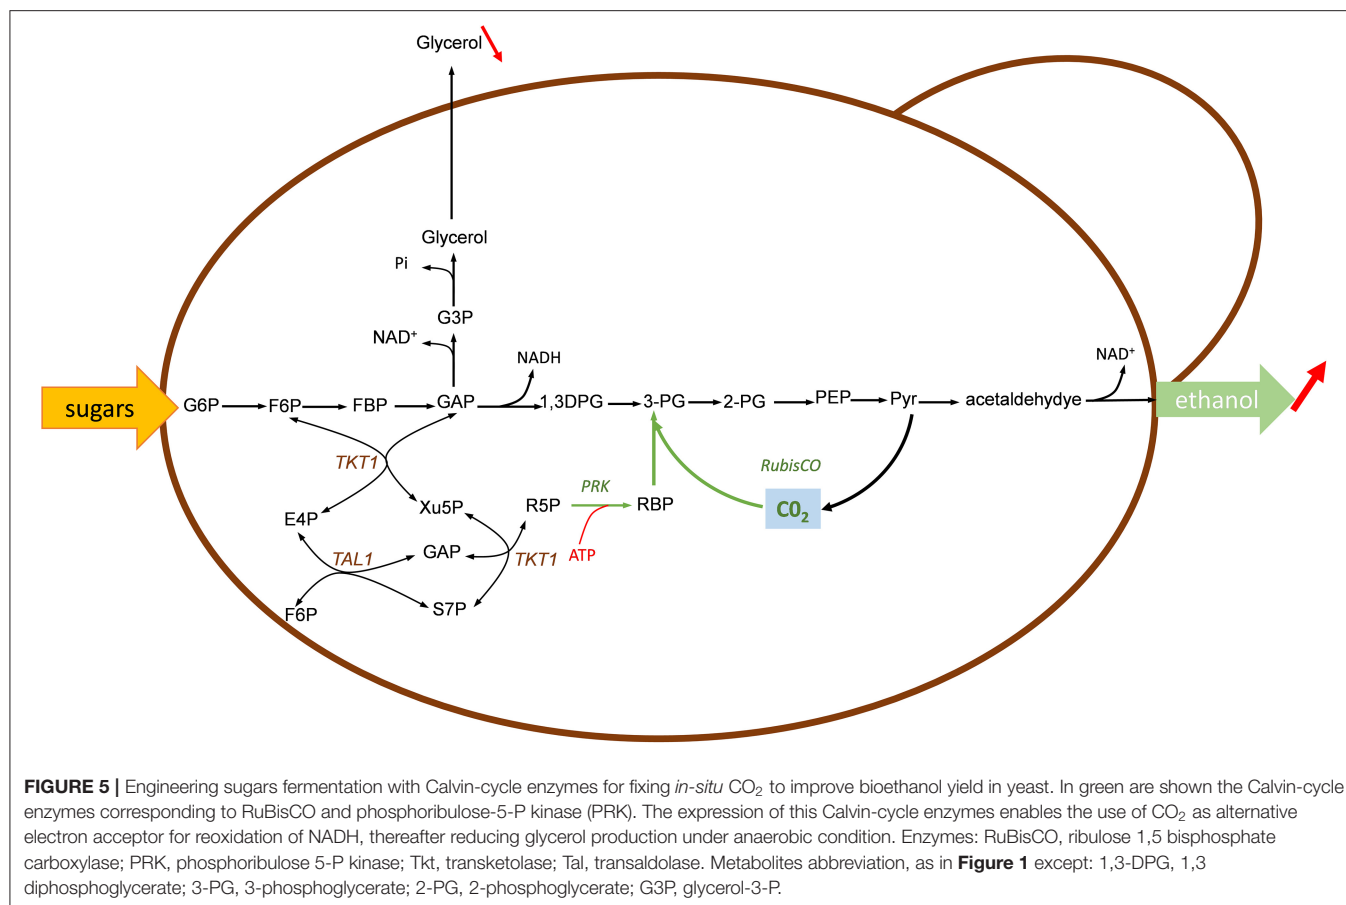 Glycerol
Glycerol
Pi
G3P
NAD+
NADH
NAD+
sugars
G6P
F6P
FBP
GAP
1,3DPG
3-PG
2-PG
PEP
Pyr
acetaldehydye
ethanol
TKT1
RubisCO
PRK
E4P
Xu5P
R5P
RBP
C02
TAL1
GAP
TKT1
ATP
F6P
S7P
FIGURE 5 | Engineering sugars fermentation with Calvin-cycle enzymes for fixing in-situ CO2 to improve bioethanol yield in yeast. In green are shown the Calvin-cycle
enzymes corresponding to RuBisCO and phosphoribulose-5-P kinase (PRK). The expression of this Calvin-cycle enzymes enables the use of CO2 as alternative
electron acceptor for reoxidation of NADH, thereafter reducing glycerol production under anaerobic condition. Enzymes: RuBisCO, ribulose 1,5 bisphosphate
carboxylase; PRK, phosphoribulose 5-P kinase; Tkt, transketolase; Tal, transaldolase. Metabolites abbreviation, as in Figure 1 except: 1,3-DPG, 1,3
diphosphoglycerate; 3-PG, 3-phosphoglycerate; 2-PG, 2-phosphoglycerate; G3P, glycerol-3-P.